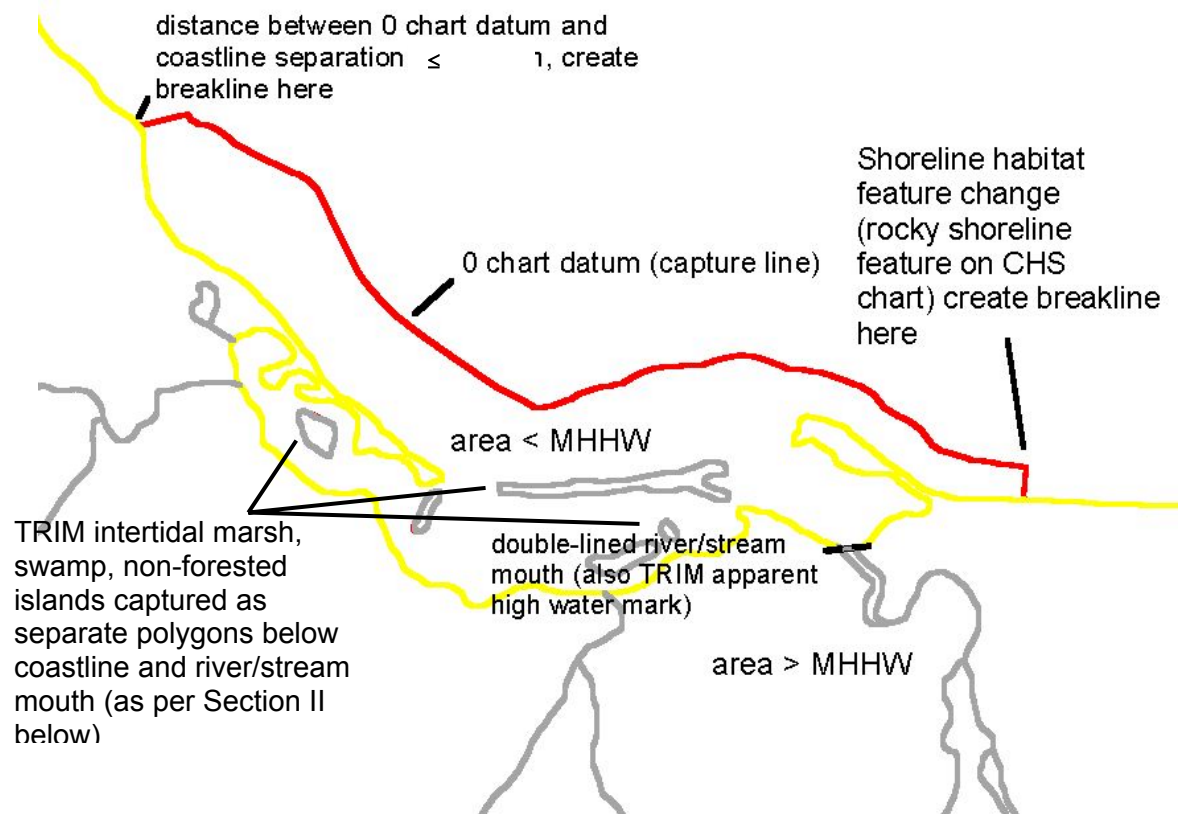 distance between 0 chart datum and
coastline separation ≤ , create
breakline here
Shoreline habitat
feature change
(rocky shoreline
feature on CHS
chart) create breakline
here
0 chart datum (capture line)
area < MHHW
TRIM intertidal marsh,
swamp, non-forested
islands captured as
separate polygons below
coastline and river/stream
mouth (as per Section II
below)
double-lined river/stream
mouth (also TRIM apparent
high water mark)
area > MHHW